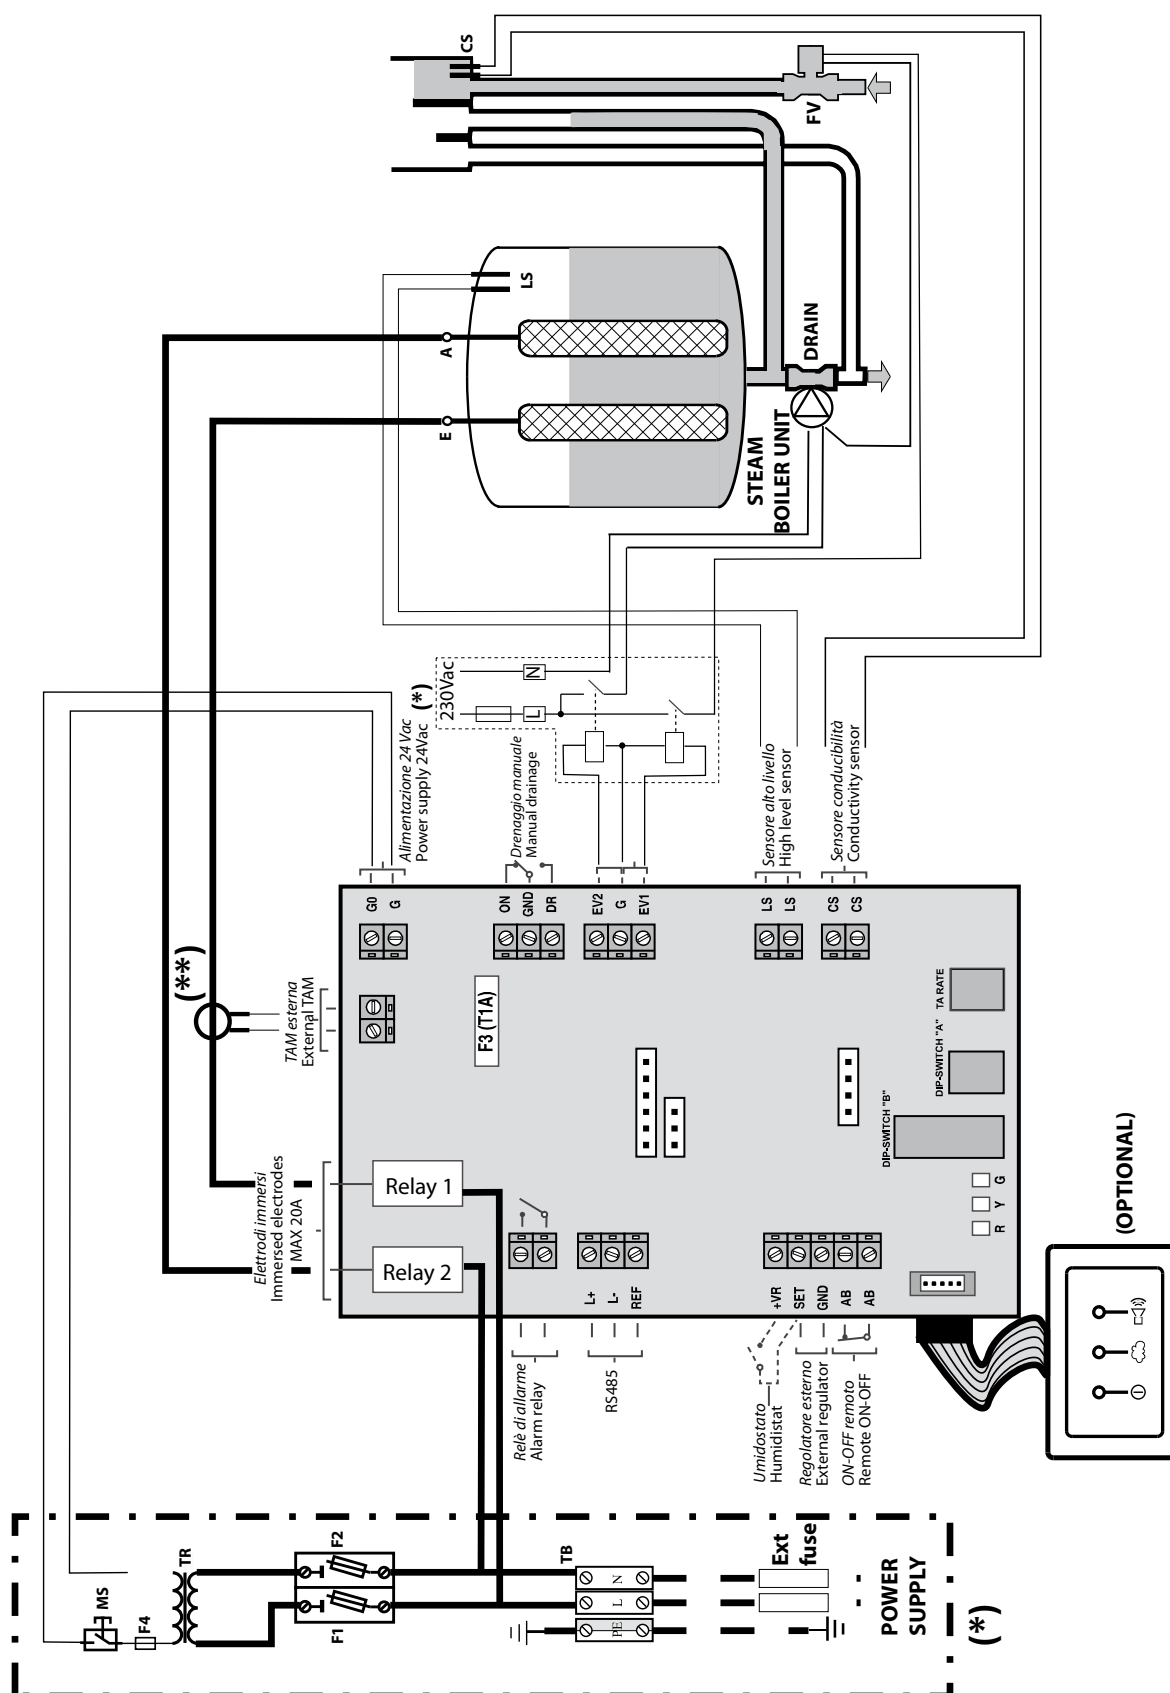 CS
FV
LS
A
E
DRAIN
STEAM
BOILER UNIT
230Vac
(*)
N
L
Alimentazione 24 Vac
Power supply 24Vac
Drenaggio manuale
Manual drainage
Sensore alto livello
High level sensor
Sensore conducibilità
Conductivity sensor
G0
G
ON
GND
DR
EV2
G
EV1
LS
LS
CS
CS
(**)
TAM esterna
External TAM
F3 (T1A)
TA RATE
DIP-SWITCH "A"
DIP-SWITCH "B"
Elettrodi immersi
Immersed electrodes
MAX 20A
Relay 1
Relay 2
R
Y
G
L+
L-
REF
+VR
SET
GND
AB
AB
Relè di allarme
Alarm relay
RS485
Umidostato
Humidistat
Regolatore esterno
External regulator
ON-OFF remoto
Remote ON-OFF
(OPTIONAL)
MS
F4
TR
F2
F1
TB
N
L
PE
Ext
fuse
POWER
SUPPLY
(*)